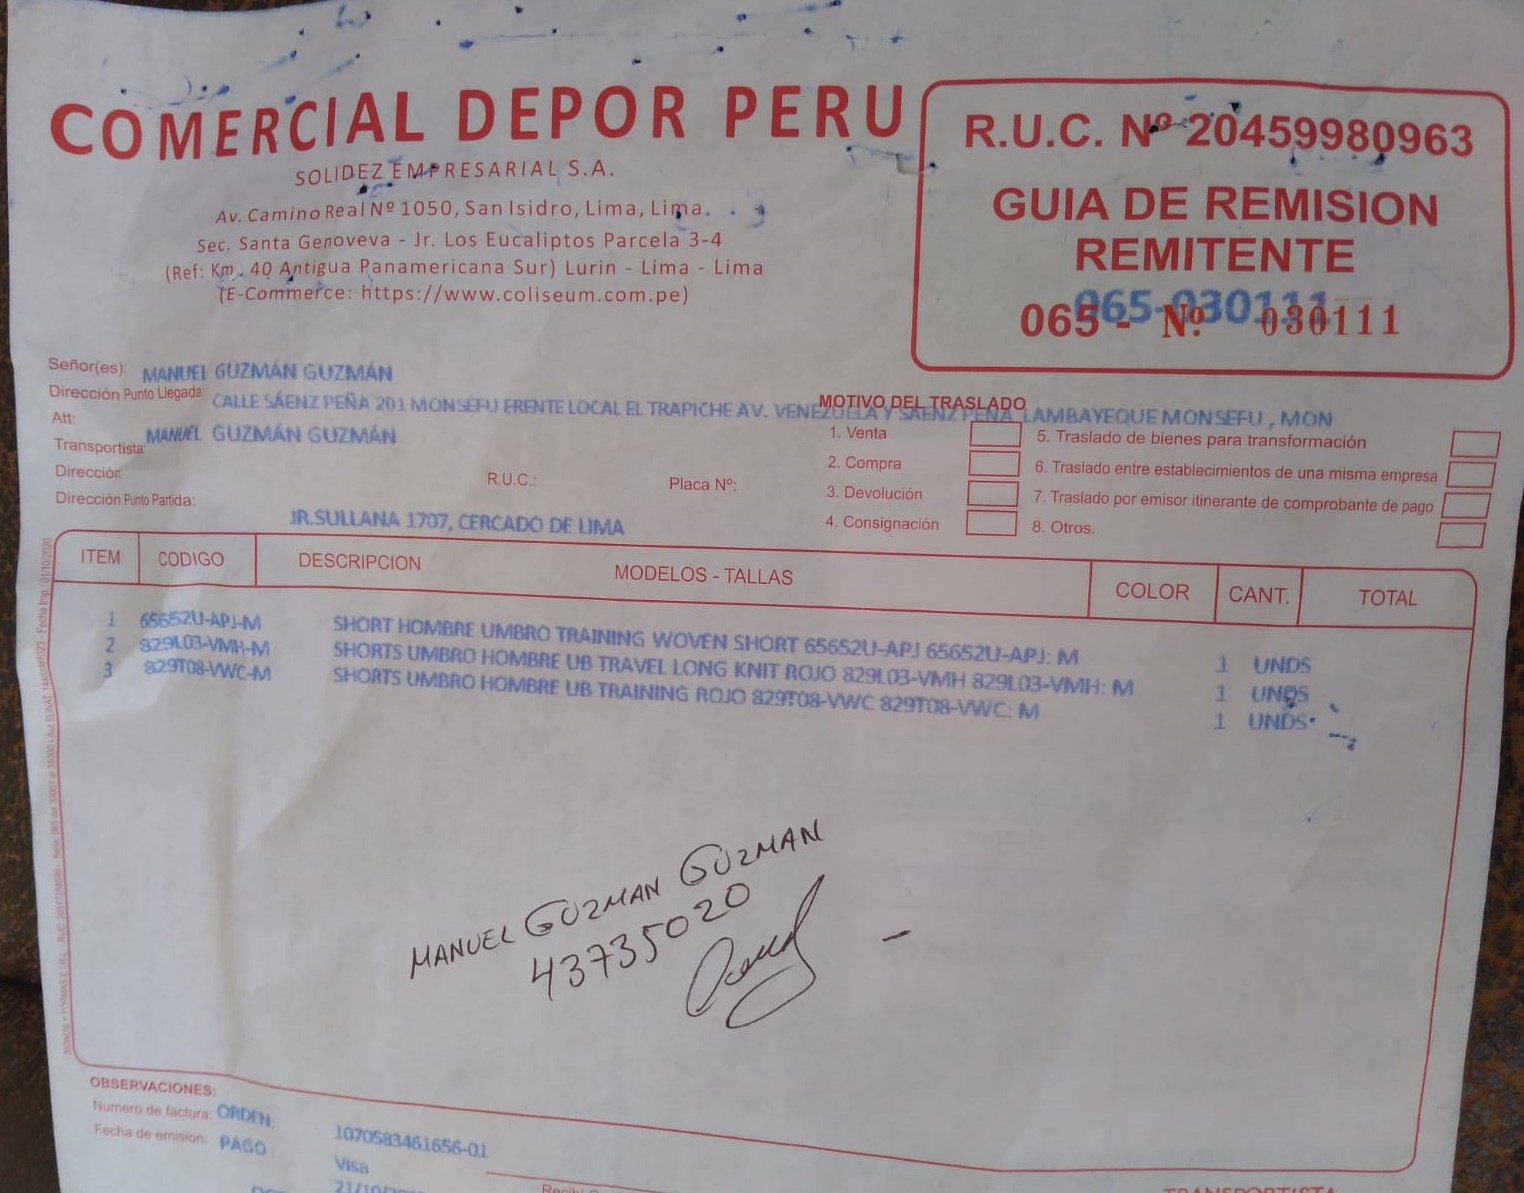 COMERCIAL DEPOR PERU
SOLIDEZ EMPRESARIAL S.A.
Av. Camino Real Nº 1050, San Isidro, Lima, Lima.
Sec. Santa Genoveva - Jr. Los Eucaliptos Parcela 3-4
(Ref: Km. 40 Antigua Panamericana Sur) Lurin - Lima - Lima
(E-Commerce: https://www.coliseum.com.pe)
R.U.C. Nº 20459980963
GUIA DE REMISION
REMITENTE
065-030111
065 - Nº 030111
Señor(es): MANUEL GUZMÁN GUZMÁN
Dirección Punto Llegada: CALLE SÁENZ PEÑA 201 MONSEFU FRENTE LOCAL EL TRAPICHE AV. VENEZUELA Y SAENZ PEÑA, LAMBAYEQUE MONSEFU , MON
Att:
Transportista: MANUEL GUZMÁN GUZMÁN
Dirección:
R.U.C.:
Placa Nº:
Dirección Punto Partida: JR.SULLANA 1707, CERCADO DE LIMA
MOTIVO DEL TRASLADO
1. Venta
2. Compra
3. Devolución
4. Consignación
5. Traslado de bienes para transformación
6. Traslado entre establecimientos de una misma empresa
7. Traslado por emisor itinerante de comprobante de pago
8. Otros.
ITEM CODIGO DESCRIPCION MODELOS - TALLAS COLOR CANT. TOTAL
1 65652U-APJ-M SHORT HOMBRE UMBRO TRAINING WOVEN SHORT 65652U-APJ 65652U-APJ: M 1 UNDS
2 829L03-VMH-M SHORTS UMBRO HOMBRE UB TRAVEL LONG KNIT ROJO 829L03-VMH 829L03-VMH: M 1 UNDS
3 829T08-VWC-M SHORTS UMBRO HOMBRE UB TRAINING ROJO 829T08-VWC 829T08-VWC: M 1 UNDS
MANUEL GUZMAN GUZMAN
43735020
OBSERVACIONES:
Numero de factura: ORDEN: 1070583461656-01
Fecha de emision: PAGO: Visa
21/10/
TRANSPORTISTA